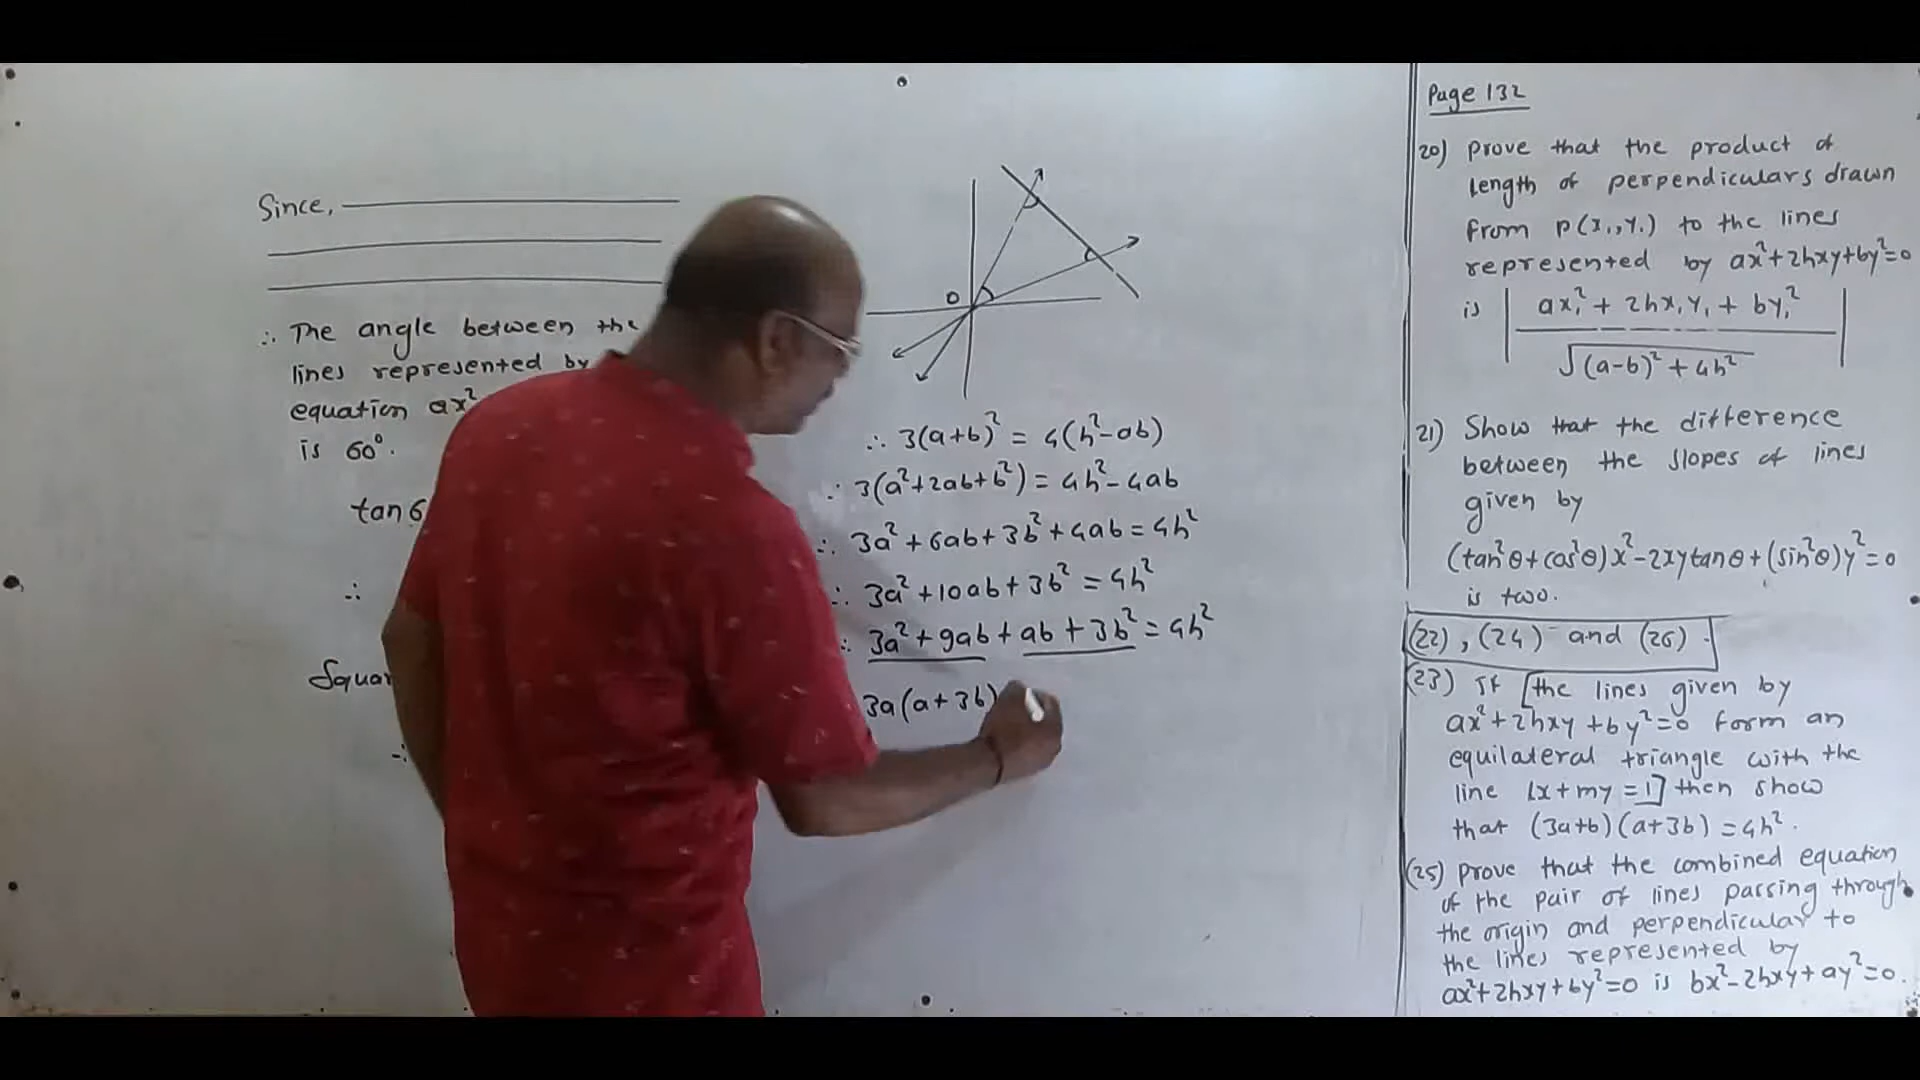 Since,
∴ The angle between the
lines represented by
equation ax²
is 60°.
tan 6
∴
Squar
∴
O
∴ 3(a+b)² = 4(h²-ab)
∴ 3(a²+2ab+b²) = 4h²-4ab
∴ 3a²+6ab+3b²+4ab = 4h²
∴ 3a²+10ab+3b² = 4h²
∴ 3a²+9ab+ab+3b² = 4h²
3a(a+3b)
Page 132
20) prove that the product of
length of perpendiculars drawn
from P(x₁,y₁) to the lines
represented by ax²+2hxy+by²=0
is | ax₁² + 2hx₁y₁ + by₁²
√(a-b)²+4h² |
21) Show that the difference
between the slopes of lines
given by
(tan²θ+cos²θ)x²-2xytanθ+(sin²θ)y²=0
is two.
(22), (24) and (26).
(23) If [the lines given by
ax²+2hxy+by²=0 form an
equilateral triangle with the
line lx+my=1] then show
that (3a+b)(a+3b)=4h².
(25) prove that the combined equation
of the pair of lines passing through
the origin and perpendicular to
the lines represented by
ax²+2hxy+by²=0 is bx²-2hxy+ay²=0.